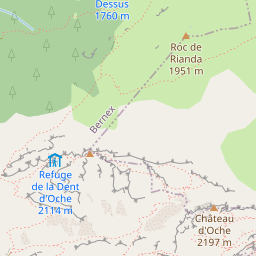 Dessus
1760 m
Roc de
Rianda
1951 m
Bernex
Refuge
de la Dent
d'Oche
2114 m
Château
d'Oche
2197 m